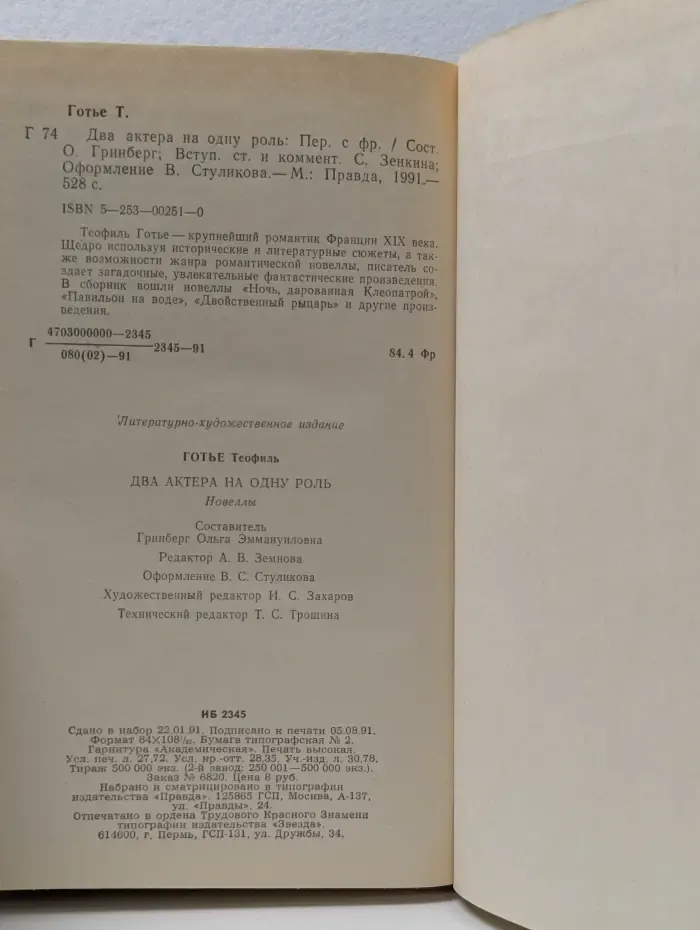 Готье Т.
Г 74 Два актера на одну роль: Пер. с фр. / Сост.
О. Гринберг; Вступ. ст. и коммент. С. Зенкина;
Оформление В. Стуликова.— М.: Правда, 1991.—
528 с.
ISBN 5—253—00251—0
Теофиль Готье — крупнейший романтик Франции XIX века.
Щедро используя исторические и литературные сюжеты, а так-
же возможности жанра романтической новеллы, писатель со-
здает загадочные, увлекательные фантастические произведения.
В сборник вошли новеллы «Ночь, дарованная Клеопатрой»,
«Павильон на воде», «Двойственный рыцарь» и другие произ-
ведения.
Г 4703000000—2345
080(02)—91 2345—91 84.4 Фр
Литературно-художественное издание
ГОТЬЕ Теофиль
ДВА АКТЕРА НА ОДНУ РОЛЬ
Новеллы
Составитель
Гринберг Ольга Эммануиловна
Редактор А. В. Земнова
Оформление В. С. Стуликова
Художественный редактор И. С. Захаров
Технический редактор Т. С. Трошина
ИБ 2345
Сдано в набор 22.01.91. Подписано к печати 05.08.91.
Формат 84×108¹/₃₂. Бумага типографская № 2.
Гарнитура «Академическая». Печать высокая.
Усл. печ. л. 27,72. Усл. кр.-отт. 28,35. Уч.-изд. л. 30,78.
Тираж 500 000 экз. (2-й завод: 250 001—500 000 экз.).
Заказ № 6820. Цена 8 руб.
Набрано и сматрицировано в типографии
издательства «Правда». 125865 ГСП, Москва, А-137,
ул. «Правды». 24.
Отпечатано в ордена Трудового Красного Знамени
типографии издательства «Звезда».
614600, г. Пермь, ГСП-131, ул. Дружбы, 34,